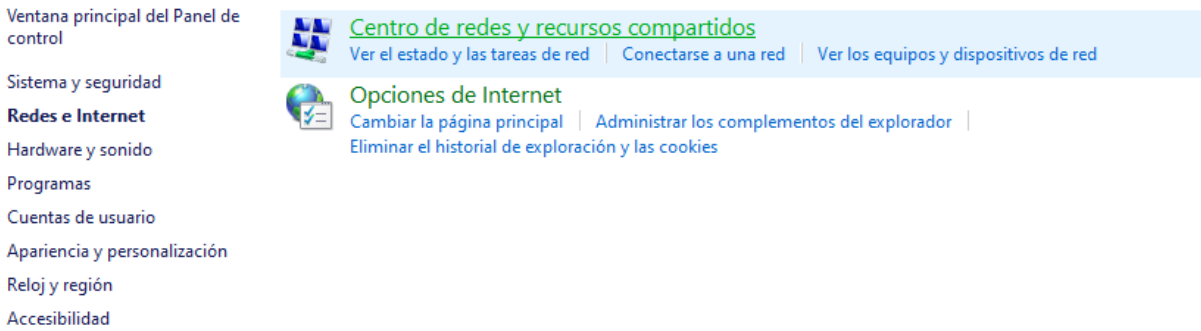 Ventana principal del Panel de
control
Sistema y seguridad
Redes e Internet
Hardware y sonido
Programas
Cuentas de usuario
Apariencia y personalización
Reloj y región
Accesibilidad
Centro de redes y recursos compartidos
Ver el estado y las tareas de red | Conectarse a una red | Ver los equipos y dispositivos de red
Opciones de Internet
Cambiar la página principal | Administrar los complementos del explorador |
Eliminar el historial de exploración y las cookies